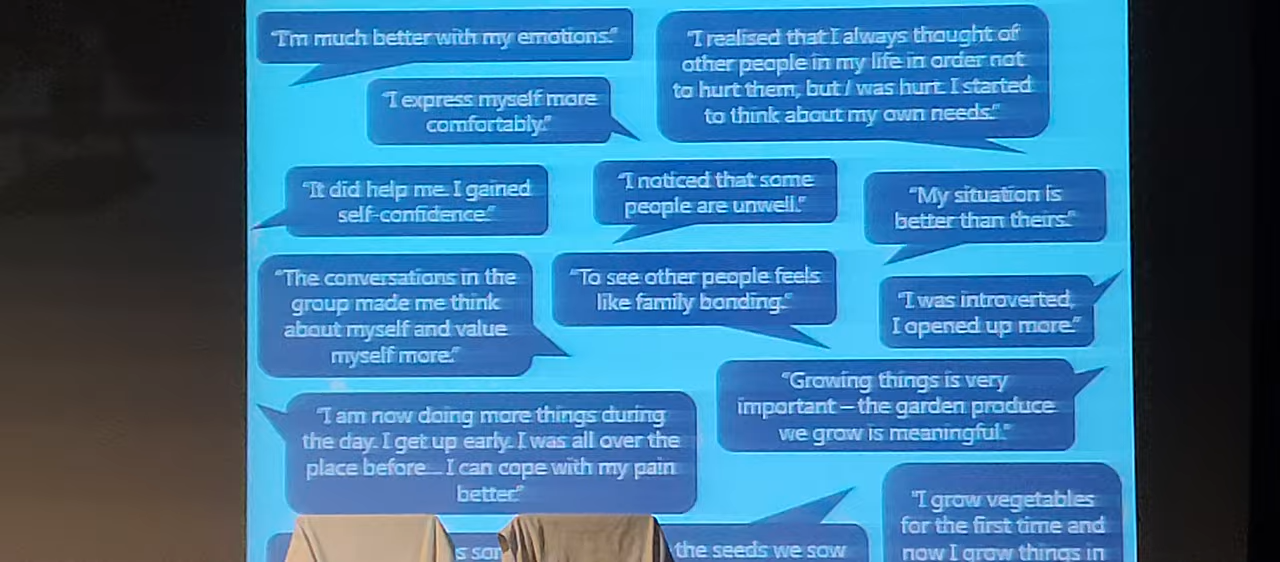 "I'm much better with my emotions."
"I realised that I always thought of
other people in my life in order not
to hurt them, but I was hurt. I started
to think about my own needs."
"I express myself more
comfortably."
"It did help me. I gained
self-confidence."
"I noticed that some
people are unwell."
"My situation is
better than theirs."
"The conversations in the
group made me think
about myself and value
myself more."
"To see other people feels
like family bonding."
"I was introverted,
I opened up more."
"Growing things is very
important – the garden produce
we grow is meaningful."
"I am now doing more things during
the day. I get up early. I was all over the
place before... I can cope with my pain
better."
"I grow vegetables
for the first time and
now I grow things in
the seeds we sow